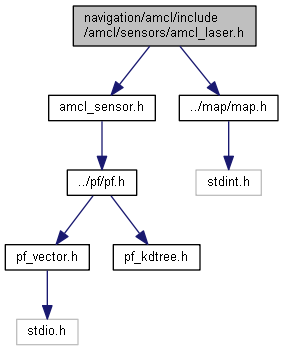 navigation/amcl/include
/amcl/sensors/amcl_laser.h
amcl_sensor.h
../map/map.h
../pf/pf.h
stdint.h
pf_vector.h
pf_kdtree.h
stdio.h